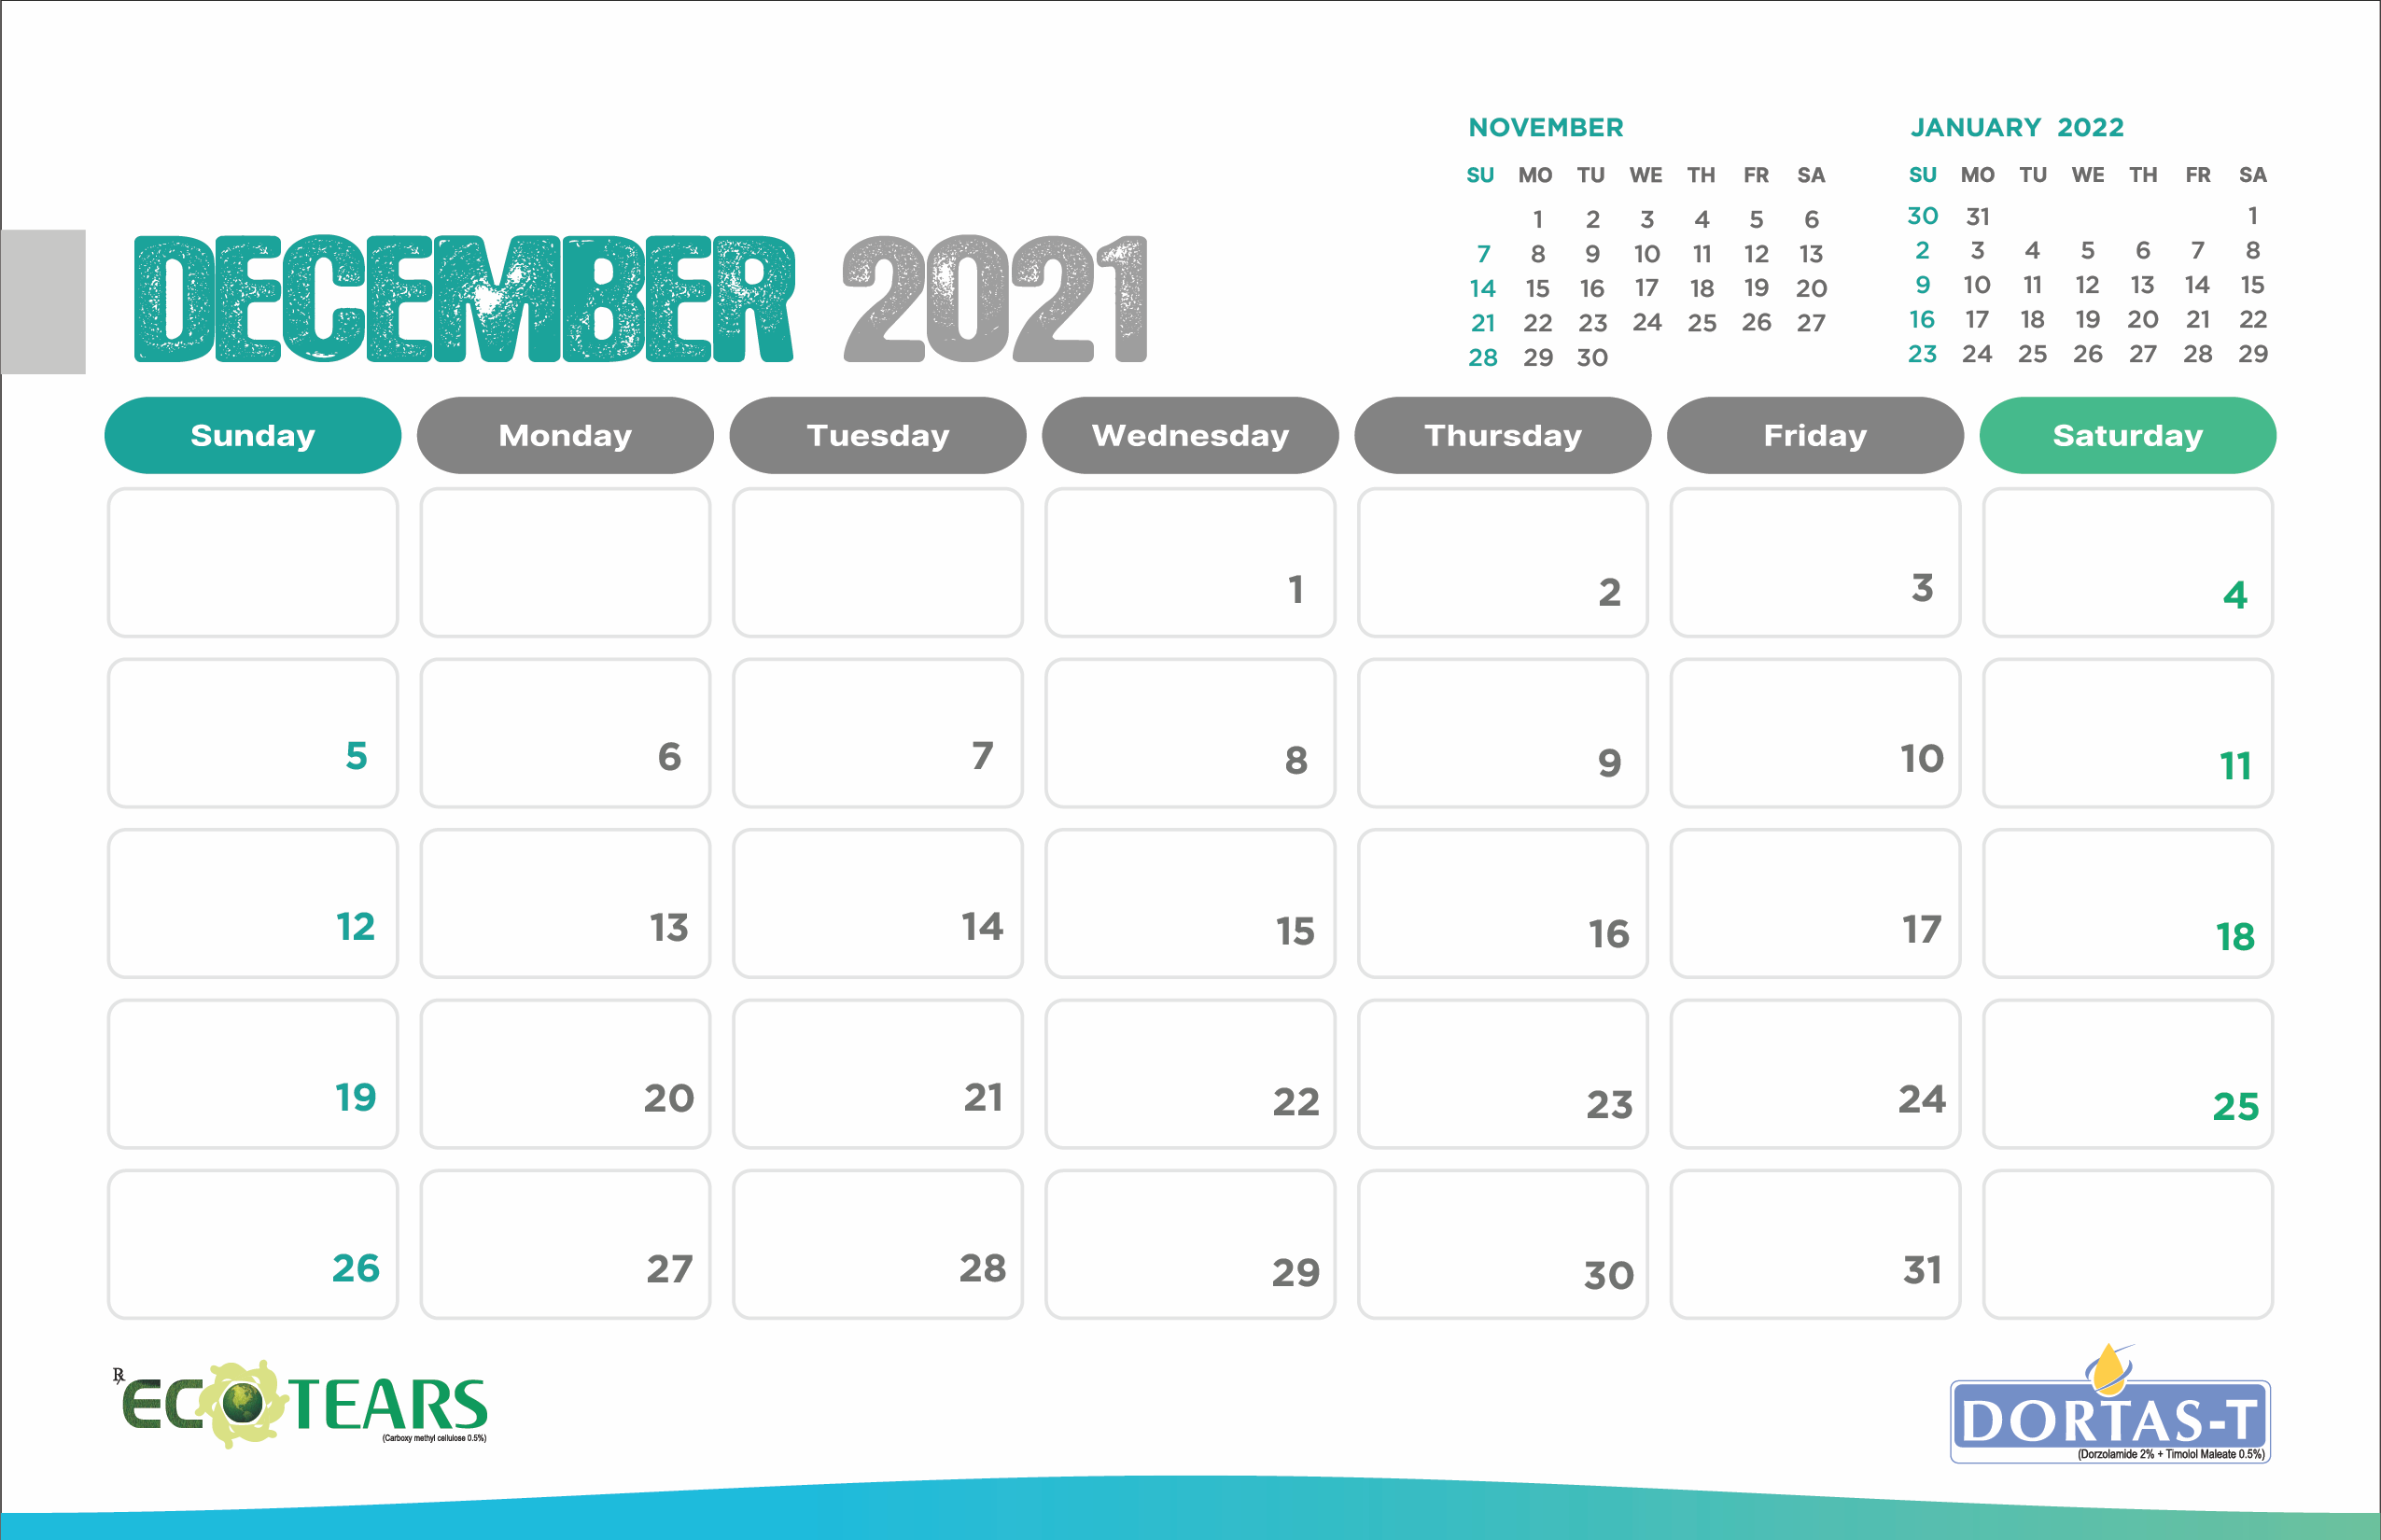 NOVEMBER
SU MO TU WE TH FR SA
1 2 3 4 5 6
7 8 9 10 11 12 13
14 15 16 17 18 19 20
21 22 23 24 25 26 27
28 29 30
JANUARY 2022
SU MO TU WE TH FR SA
30 31 1
2 3 4 5 6 7 8
9 10 11 12 13 14 15
16 17 18 19 20 21 22
23 24 25 26 27 28 29
DECEMBER 2021
Sunday Monday Tuesday Wednesday Thursday Friday Saturday
1 2 3 4
5 6 7 8 9 10 11
12 13 14 15 16 17 18
19 20 21 22 23 24 25
26 27 28 29 30 31
℞ ECOTEARS
(Carboxy methyl cellulose 0.5%)
DORTAS-T
(Dorzolamide 2% + Timolol Maleate 0.5%)